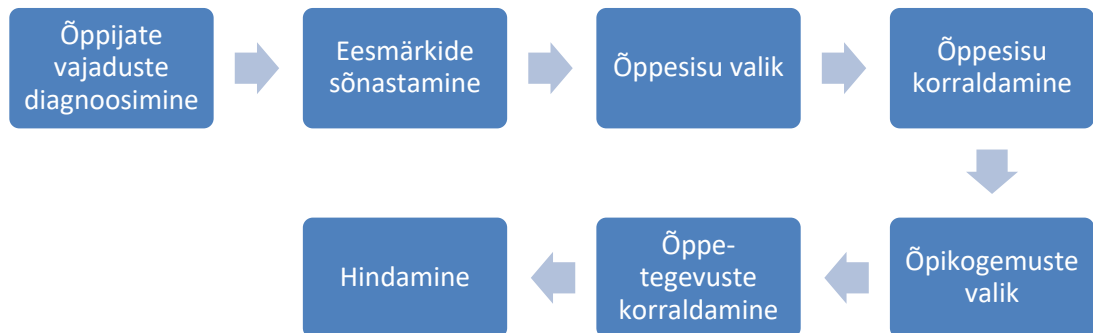 Õppijate
vajaduste
diagnoosimine
Eesmärkide
sõnastamine
Õppesisu valik
Õppesisu
korraldamine
Õpikogemuste
valik
Õppe-
tegevuste
korraldamine
Hindamine